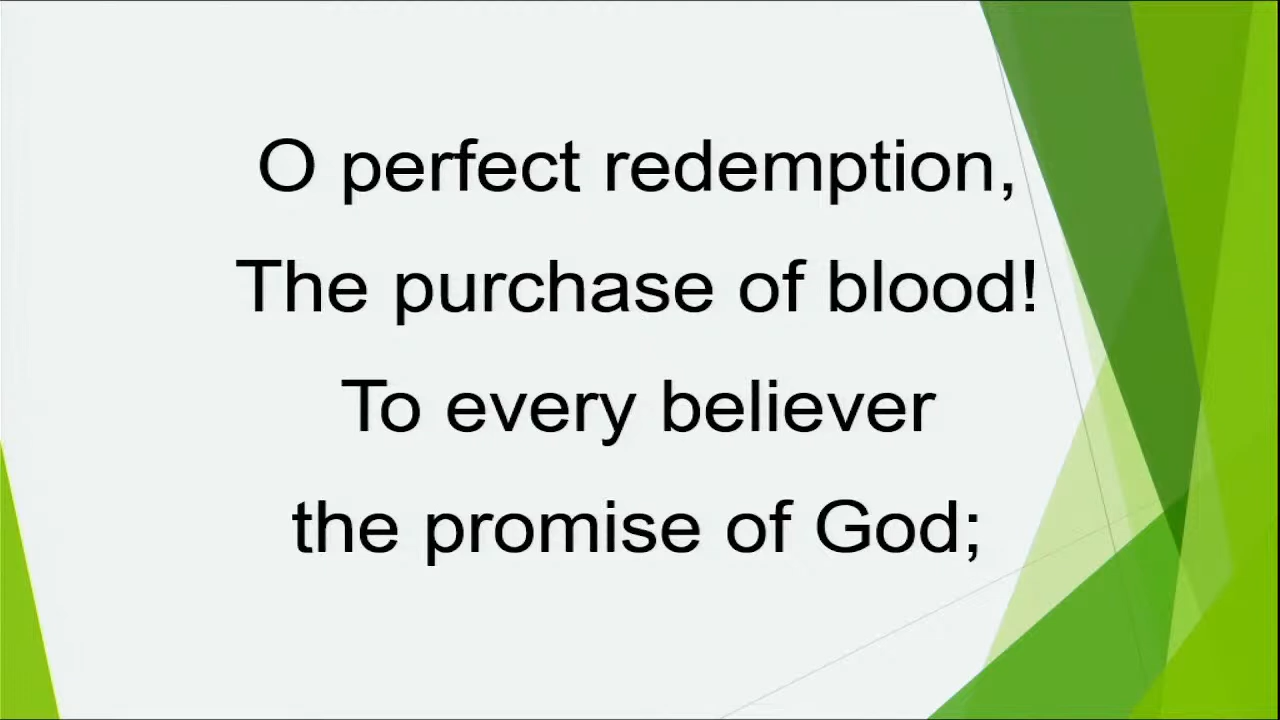 O perfect redemption,
The purchase of blood!
To every believer
the promise of God;